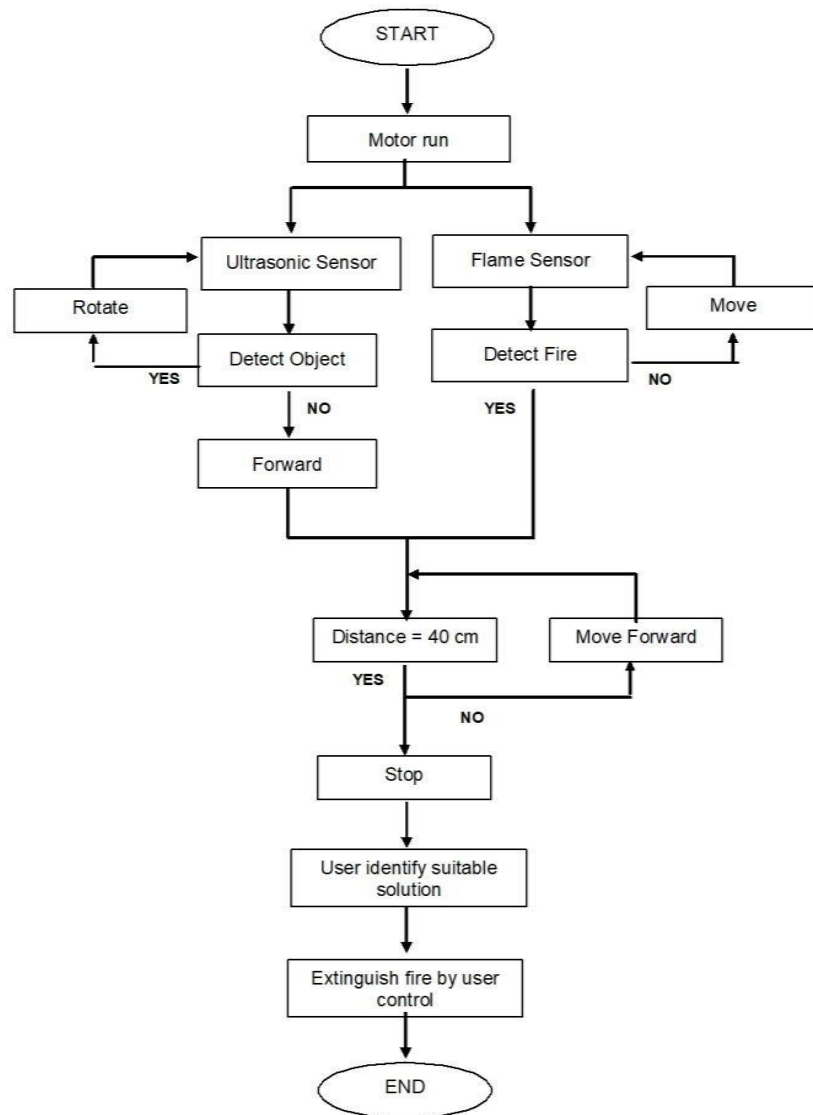 START
Motor run
Ultrasonic Sensor
Flame Sensor
Rotate
Move
Detect Object
Detect Fire
YES
NO
NO
YES
Forward
Distance = 40 cm
Move Forward
YES
NO
Stop
User identify suitable
solution
Extinguish fire by user
control
END